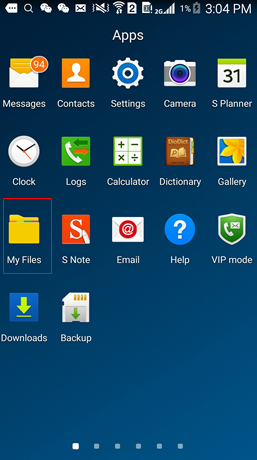 2 2G 1% 3:04 PM
Apps
94
31
Messages Contacts Settings Camera S Planner
DioDict
Clock Logs Calculator Dictionary Gallery
S @ ?
My Files S Note Email Help VIP mode
Downloads Backup